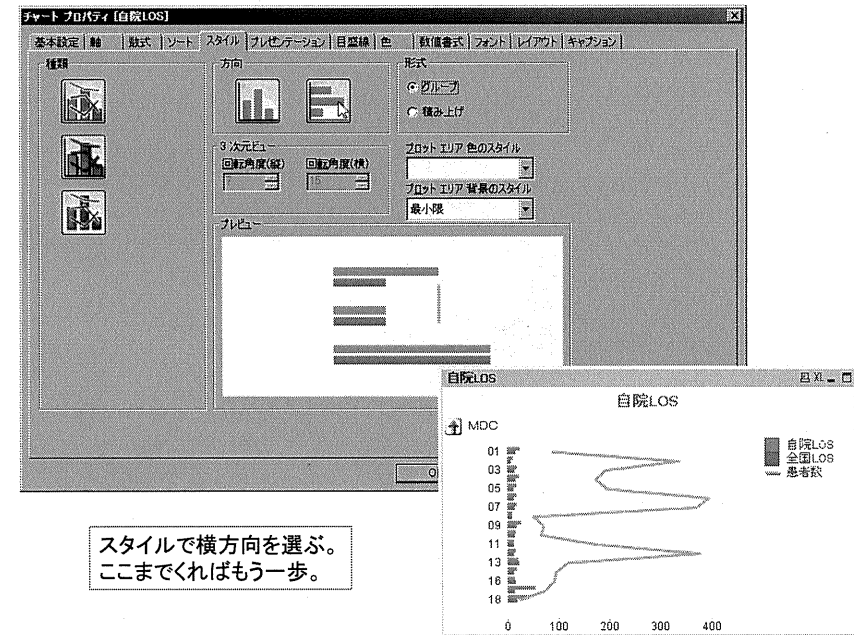 チャート プロパティ [自院LOS]
基本設定 軸 数式 ソート スタイル プレゼンテーション 目盛線 色 数値書式 フォント レイアウト キャプション
種類
方向
形式
グループ
積み上げ
3 次元ビュー
回転角度(縦) 回転角度(横)
15
プロット エリア 色のスタイル
プロット エリア 背景のスタイル
最小限
プレビュー
自院LOS
XL
自院LOS
MDC
自院LOS
全国LOS
患者数
01
03
05
07
09
11
13
16
18
0 100 200 300 400
スタイルで横方向を選ぶ。
ここまでくればもう一歩。